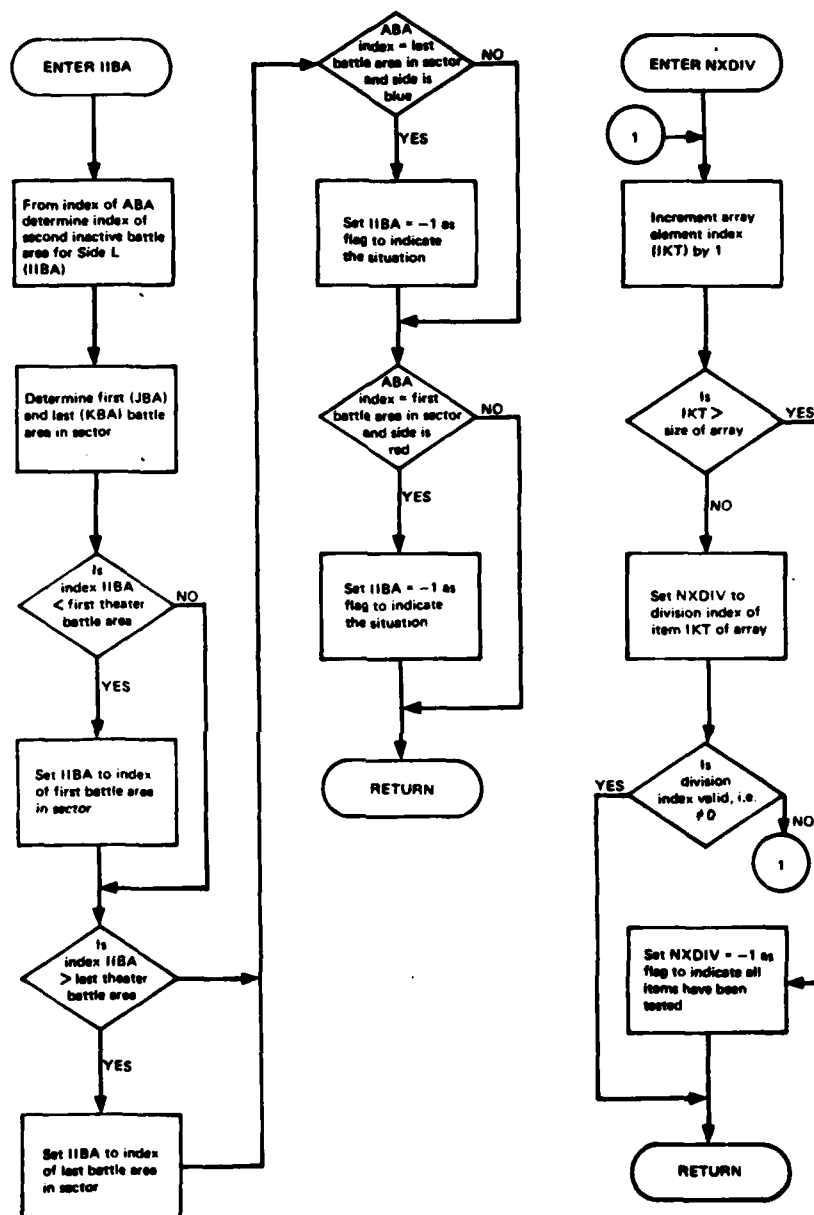 ENTER IIBA
From index of ABA
determine index of
second inactive battle
area for Side L
(IIBA)
Determine first (JBA)
and last (KBA) battle
area in sector
Is
index IIBA
< first theater
battle area
NO
YES
Set IIBA to index
of first battle area
in sector
Is
index IIBA
> last theater
battle area
YES
Set IIBA to index
of last battle area
in sector
ABA
index = last
battle area in sector
and side is
blue
NO
YES
Set IIBA = -1 as
flag to indicate
the situation
ABA
index = first
battle area in sector
and side is
red
NO
YES
Set IIBA = -1 as
flag to indicate
the situation
RETURN
ENTER NXDIV
1
Increment array
element index
(IKT) by 1
Is
IKT >
size of array
YES
NO
Set NXDIV to
division index of
item IKT of array
Is
division
index valid, i.e.
≠0
YES
NO
1
Set NXDIV = -1 as
flag to indicate all
items have been
tested
RETURN